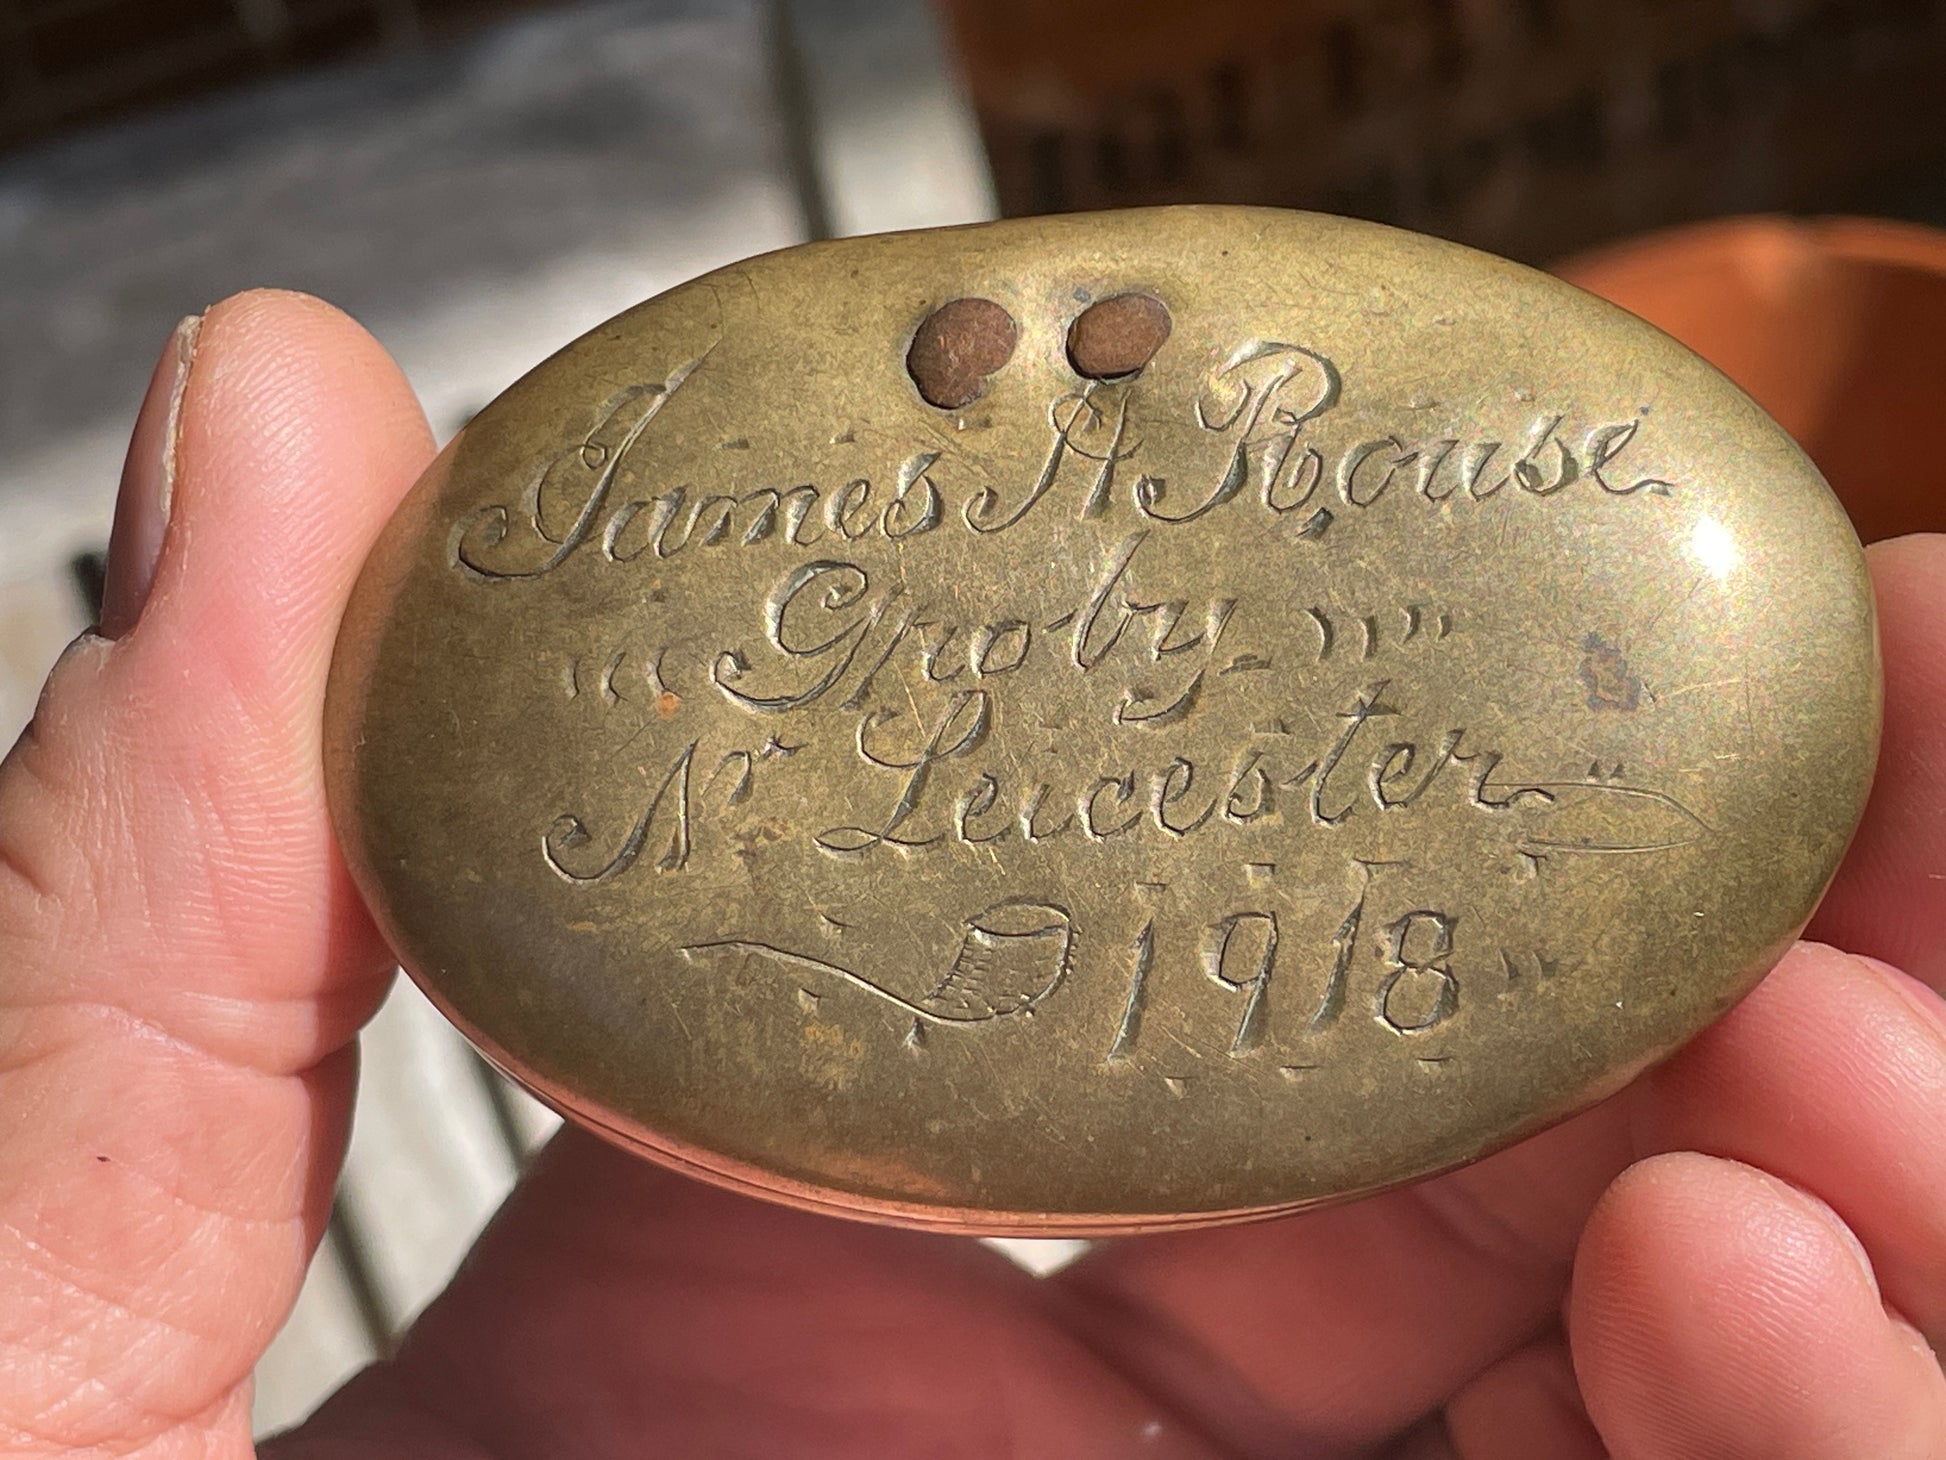 James A Rouse
Groby
Nr Leicester
1918